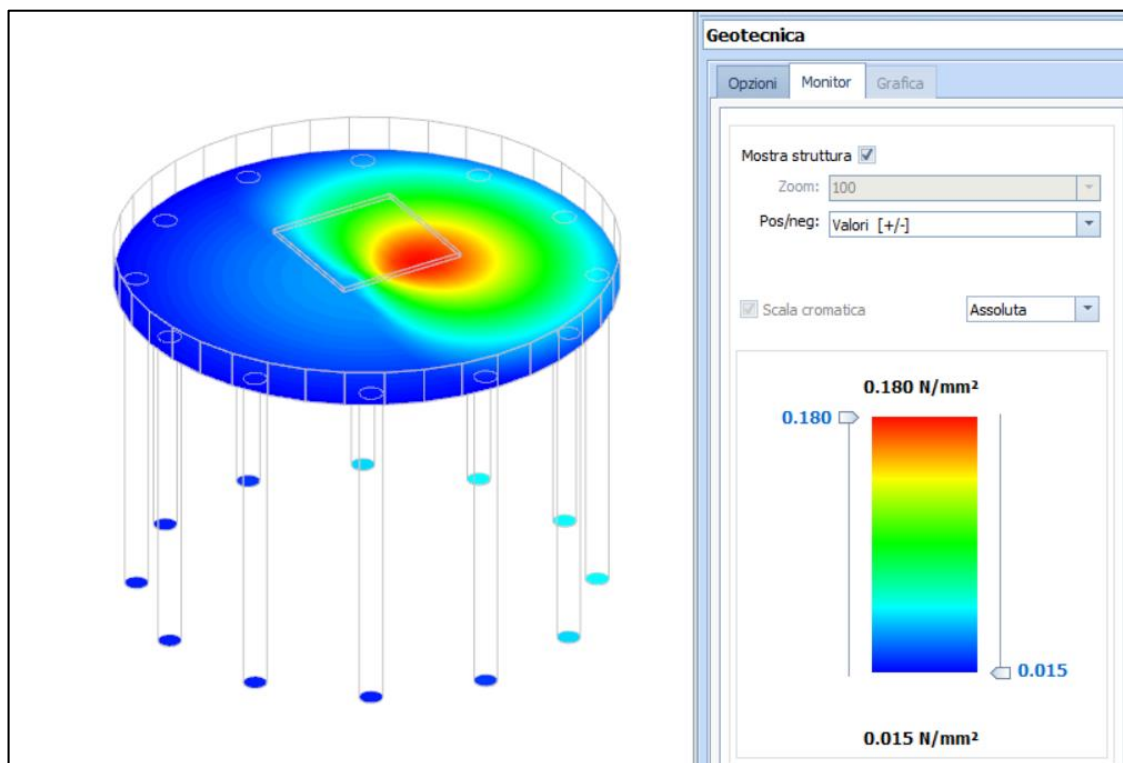 Geotecnica
Opzioni Monitor Grafica
Mostra struttura
Zoom: 100
Pos/neg: Valori [+/-]
Scala cromatica Assoluta
0.180 N/mm²
0.180
0.015
0.015 N/mm²